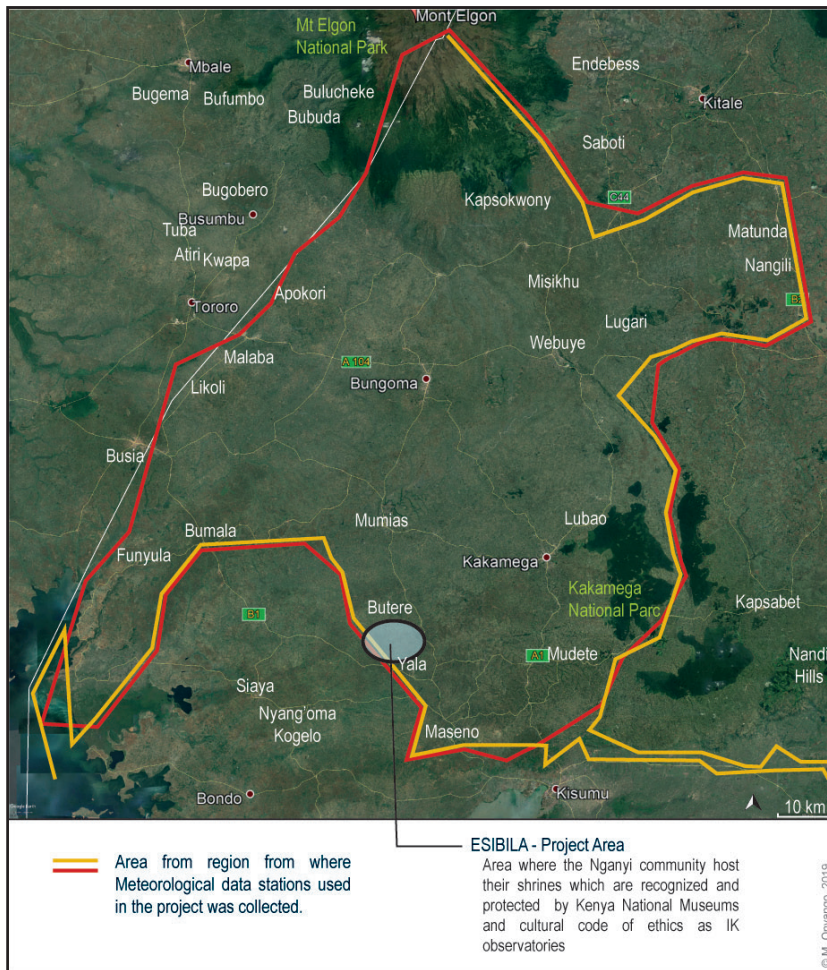 Mont Elgon
Mt Elgon
National Park
Mbale
Endebess
Bugema
Bufumbo
Bulucheke
Bubuda
Kitale
Saboti
Bugobero
Busumbu
Kapsokwony
C44
Tuba
Atiri
Kwapa
Matunda
Nangili
Misikhu
Tororo
Apokori
Lugari
Malaba
Webuye
A 104
Bungoma
Likoli
Busia
Mumias
Lubao
Bumala
Funyula
Kakamega
Kakamega
National Parc
Kapsabet
Butere
B1
Yala
A1
Mudete
Nandi
Hills
Siaya
Nyang’oma
Kogelo
Maseno
Bondo
Kisumu
10 km
Area from region from where
Meteorological data stations used
in the project was collected.
ESIBILA - Project Area
Area where the Nganyi community host
their shrines which are recognized and
protected by Kenya National Museums
and cultural code of ethics as IK
observatories
© M. Onyango, 2019